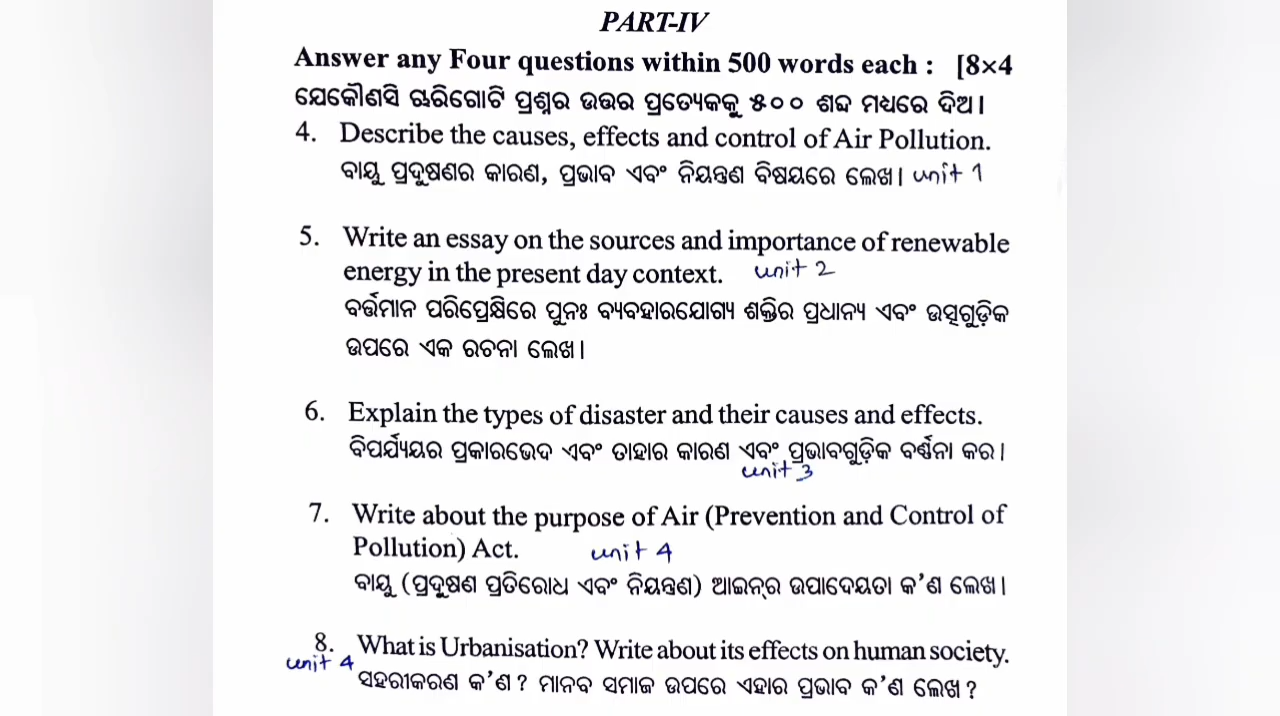 PART-IV
Answer any Four questions within 500 words each : [8×4
ଯେକୌଣସି ଚାରିଗୋଟି ପ୍ରଶ୍ନର ଉତ୍ତର ପ୍ରତ୍ୟେକକୁ ୫୦୦ ଶବ୍ଦ ମଧ୍ୟରେ ଦିଅ।
4. Describe the causes, effects and control of Air Pollution.
ବାୟୁ ପ୍ରଦୂଷଣର କାରଣ, ପ୍ରଭାବ ଏବଂ ନିୟନ୍ତ୍ରଣ ବିଷୟରେ ଲେଖ। unit 1
5. Write an essay on the sources and importance of renewable
energy in the present day context. unit 2
ବର୍ତ୍ତମାନ ପରିପ୍ରେକ୍ଷିରେ ପୁନଃ ବ୍ୟବହାରଯୋଗ୍ୟ ଶକ୍ତିର ପ୍ରଧାନ୍ୟ ଏବଂ ଉତ୍ସଗୁଡ଼ିକ
ଉପରେ ଏକ ରଚନା ଲେଖ।
6. Explain the types of disaster and their causes and effects.
ବିପର୍ଯ୍ୟୟର ପ୍ରକାରଭେଦ ଏବଂ ତାହାର କାରଣ ଏବଂ ପ୍ରଭାବଗୁଡ଼ିକ ବର୍ଣ୍ଣନା କର।
unit 3
7. Write about the purpose of Air (Prevention and Control of
Pollution) Act. unit 4
ବାୟୁ (ପ୍ରଦୂଷଣ ପ୍ରତିରୋଧ ଏବଂ ନିୟନ୍ତ୍ରଣ) ଆଇନ୍‌ର ଉପାଦେୟତା କ'ଣ ଲେଖ।
8. What is Urbanisation? Write about its effects on human society.
unit 4
ସହରୀକରଣ କ'ଣ ? ମାନବ ସମାଜ ଉପରେ ଏହାର ପ୍ରଭାବ କ'ଣ ଲେଖ ?